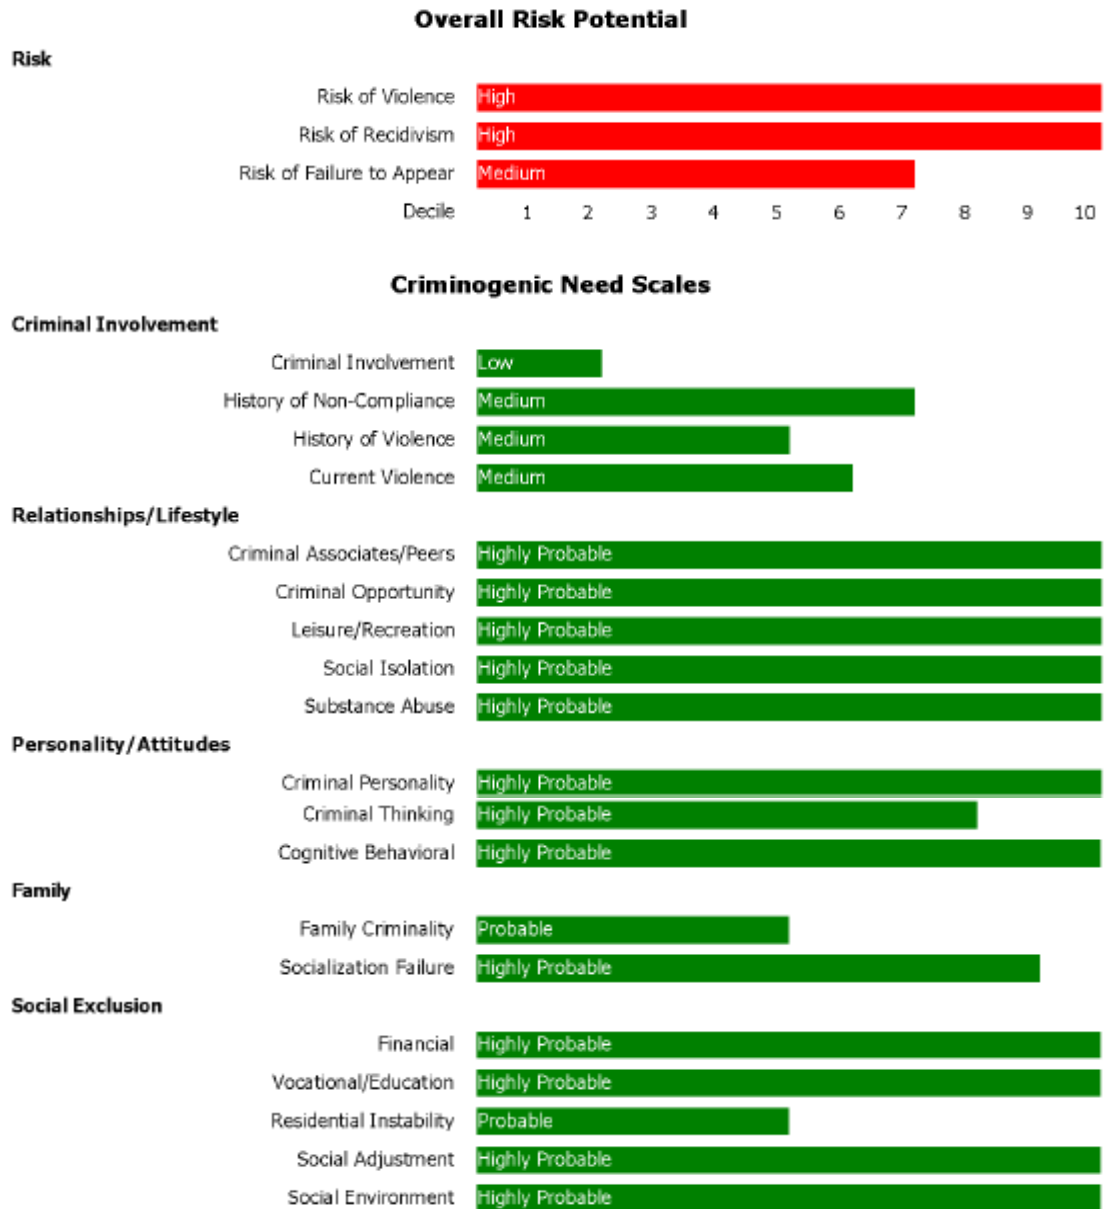 Overall Risk Potential
Risk
Risk of Violence High
Risk of Recidivism High
Risk of Failure to Appear Medium
Decile 1 2 3 4 5 6 7 8 9 10
Criminogenic Need Scales
Criminal Involvement
Criminal Involvement Low
History of Non-Compliance Medium
History of Violence Medium
Current Violence Medium
Relationships/Lifestyle
Criminal Associates/Peers Highly Probable
Criminal Opportunity Highly Probable
Leisure/Recreation Highly Probable
Social Isolation Highly Probable
Substance Abuse Highly Probable
Personality/Attitudes
Criminal Personality Highly Probable
Criminal Thinking Highly Probable
Cognitive Behavioral Highly Probable
Family
Family Criminality Probable
Socialization Failure Highly Probable
Social Exclusion
Financial Highly Probable
Vocational/Education Highly Probable
Residential Instability Probable
Social Adjustment Highly Probable
Social Environment Highly Probable